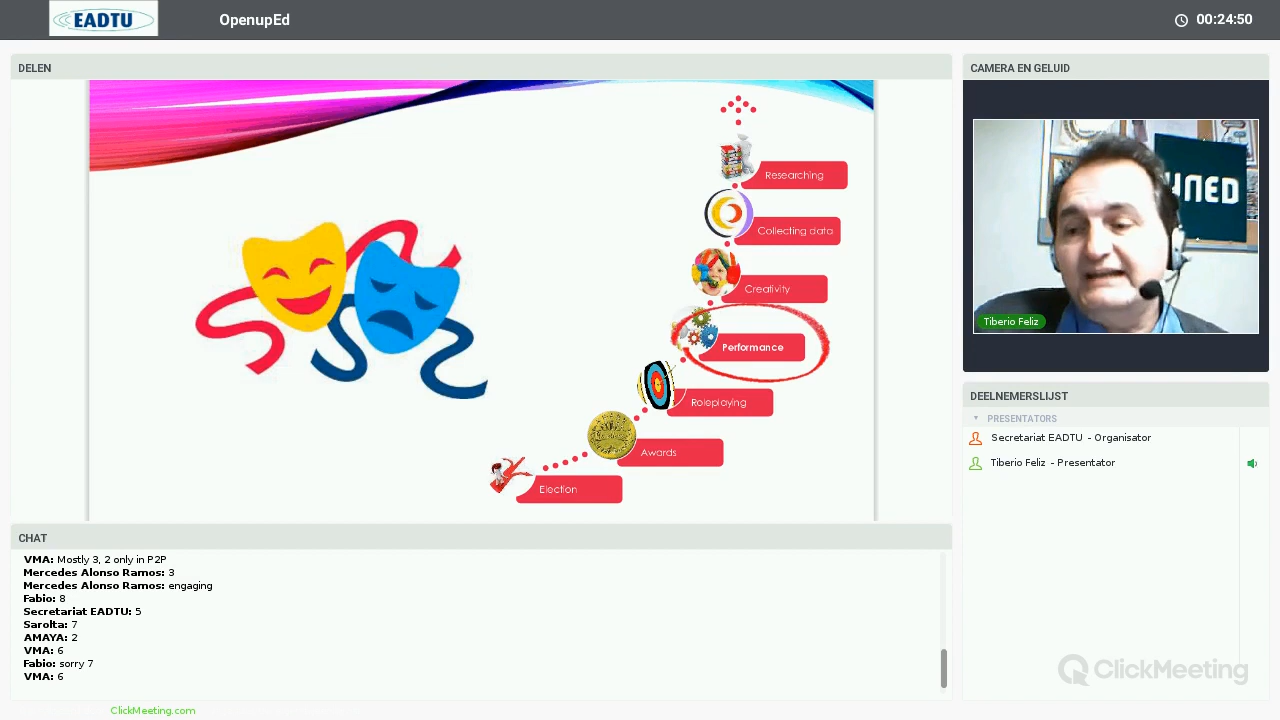 EADTU
OpenupEd
00:24:50
DELEN
CAMERA EN GELUID
Researching
Collecting data
Creativity
Performance
Roleplaying
Awards
Election
UNED
Tiberio Feliz
DEELNEMERSLIJST
PRESENTATORS
Secretariat EADTU - Organisator
Tiberio Feliz - Presentator
CHAT
VMA: Mostly 3, 2 only in P2P
Mercedes Alonso Ramos: 3
Mercedes Alonso Ramos: engaging
Fabio: 8
Secretariat EADTU: 5
Sarolta: 7
AMAYA: 2
VMA: 6
Fabio: sorry 7
VMA: 6
ClickMeeting
ClickMeeting.com